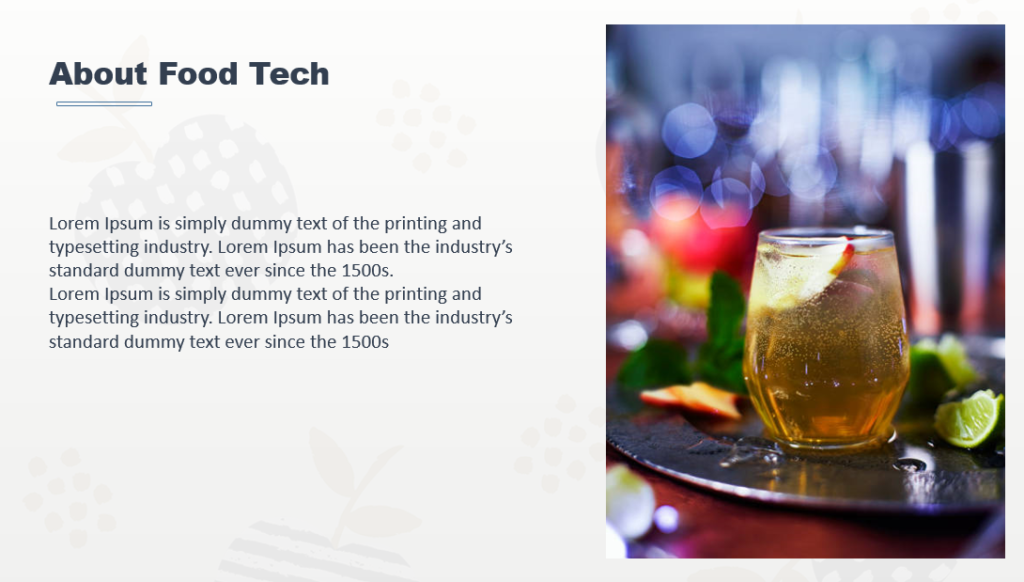 About Food Tech
Lorem Ipsum is simply dummy text of the printing and
typesetting industry. Lorem Ipsum has been the industry’s
standard dummy text ever since the 1500s.
Lorem Ipsum is simply dummy text of the printing and
typesetting industry. Lorem Ipsum has been the industry’s
standard dummy text ever since the 1500s